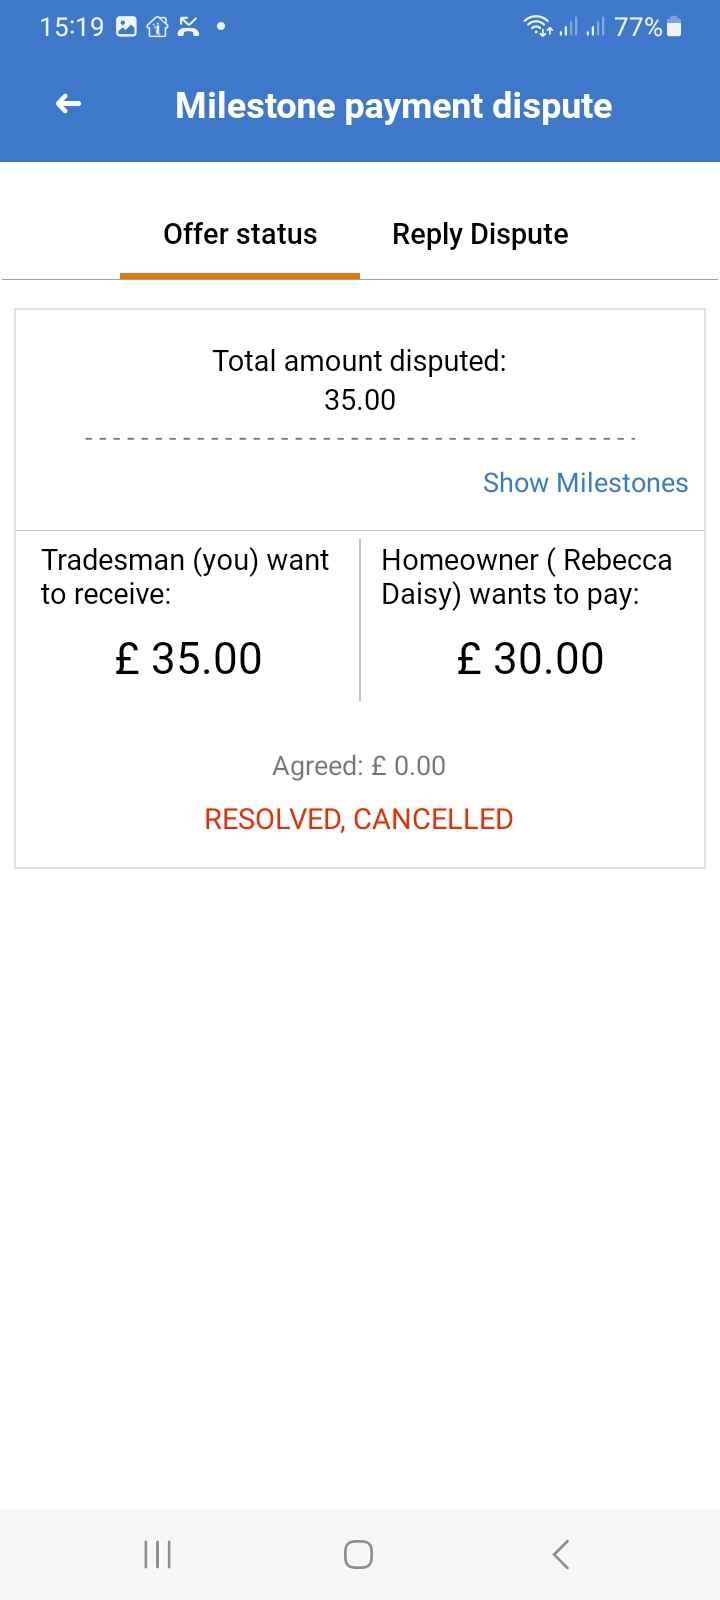 15:19
77%
Milestone payment dispute
Offer status
Reply Dispute
Total amount disputed:
35.00
Show Milestones
Tradesman (you) want
to receive:
£ 35.00
Homeowner ( Rebecca
Daisy) wants to pay:
£ 30.00
Agreed: £ 0.00
RESOLVED, CANCELLED